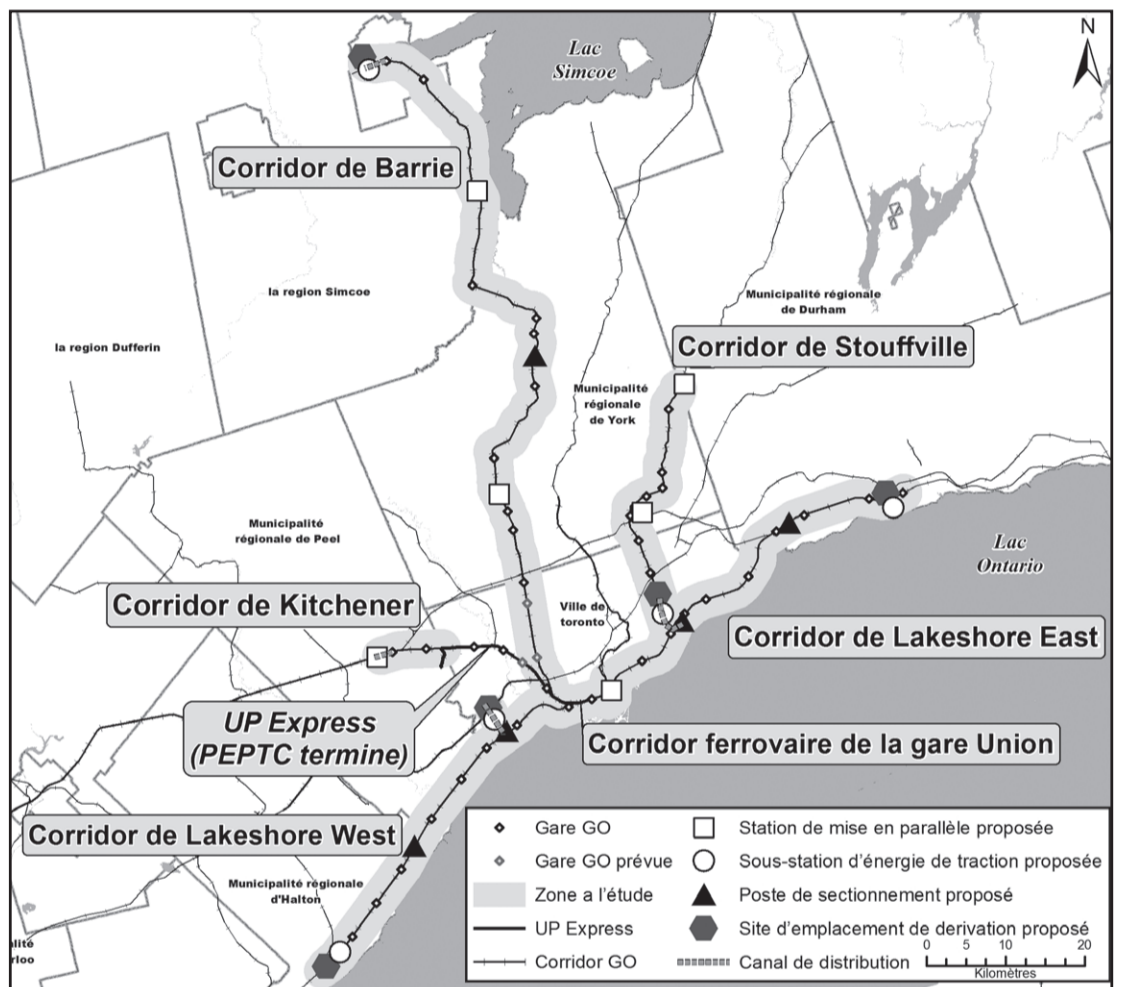 N
Lac
Simcoe
Corridor de Barrie
la region Simcoe
Municipalité régionale
de Durham
la region Dufferin
Corridor de Stouffville
Municipalité
régionale
de York
Municipalité
régionale de Peel
Lac
Ontario
Corridor de Kitchener
Ville de
toronto
Corridor de Lakeshore East
UP Express
(PEPTC termine)
Corridor ferrovaire de la gare Union
Corridor de Lakeshore West
Municipalité régionale
d'Halton
alité
rloo
Gare GO
Gare GO prévue
Zone a l'étude
UP Express
Corridor GO
Station de mise en parallèle proposée
Sous-station d'énergie de traction proposée
Poste de sectionnement proposé
Site d'emplacement de derivation proposé
Canal de distribution
0 5 10 20
Kilomètres